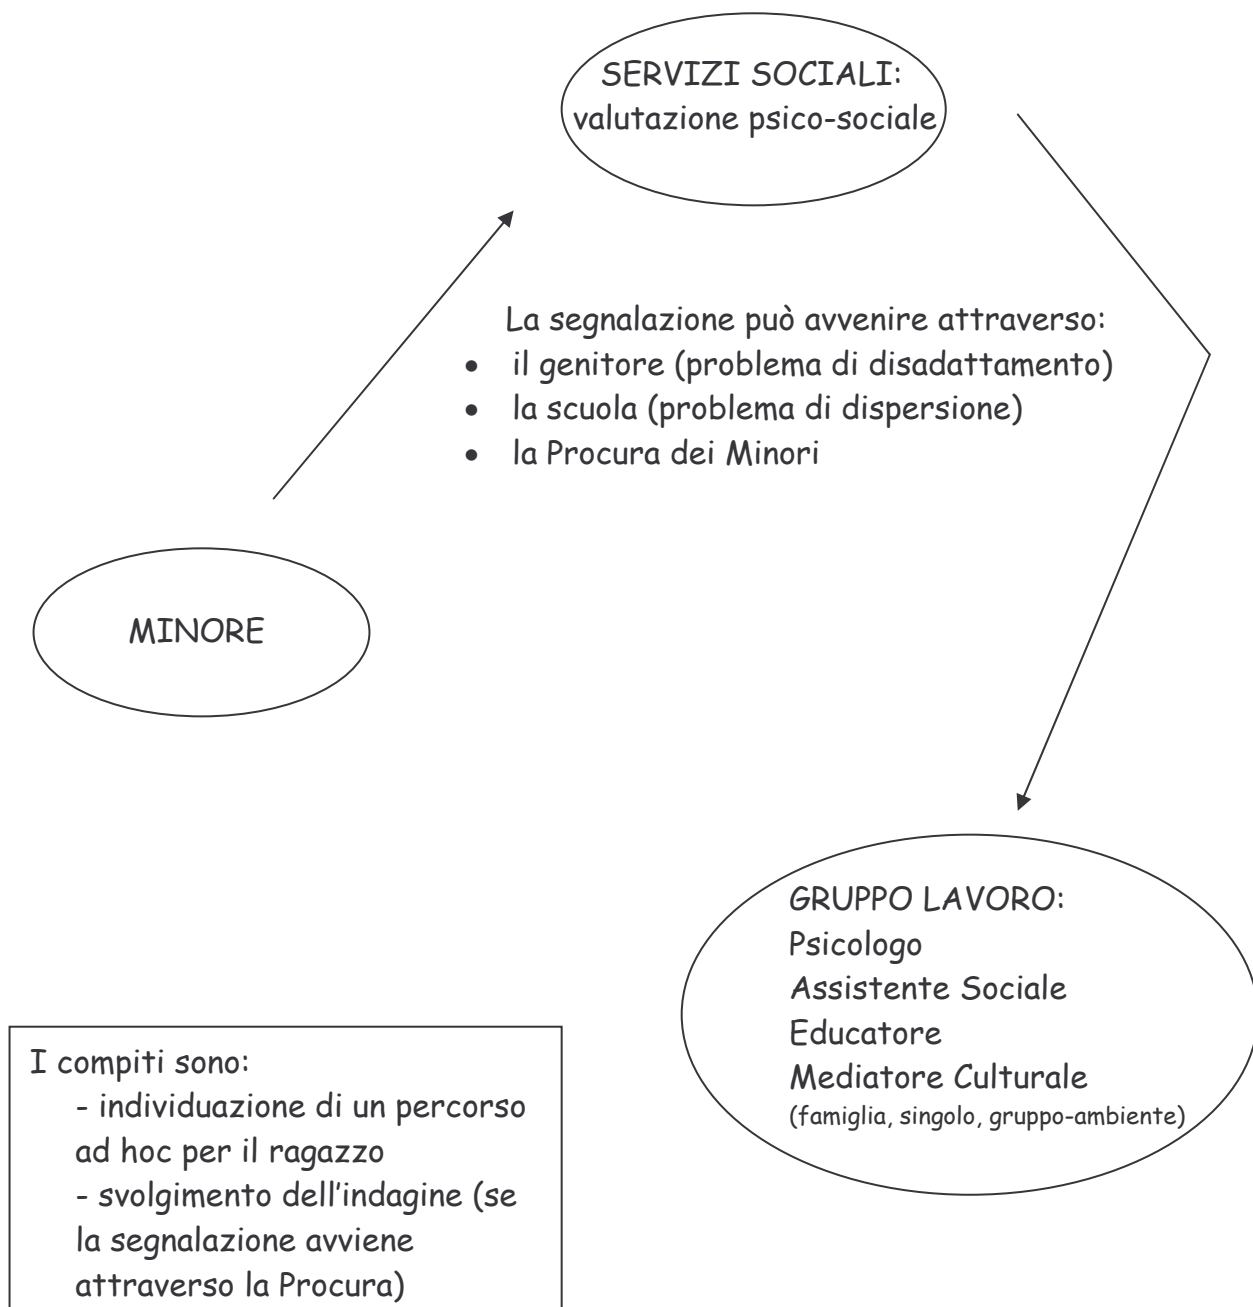 SERVIZI SOCIALI:
valutazione psico-sociale
La segnalazione può avvenire attraverso:
• il genitore (problema di disadattamento)
• la scuola (problema di dispersione)
• la Procura dei Minori
MINORE
GRUPPO LAVORO:
Psicologo
Assistente Sociale
Educatore
Mediatore Culturale
(famiglia, singolo, gruppo-ambiente)
I compiti sono:
- individuazione di un percorso
ad hoc per il ragazzo
- svolgimento dell'indagine (se
la segnalazione avviene
attraverso la Procura)